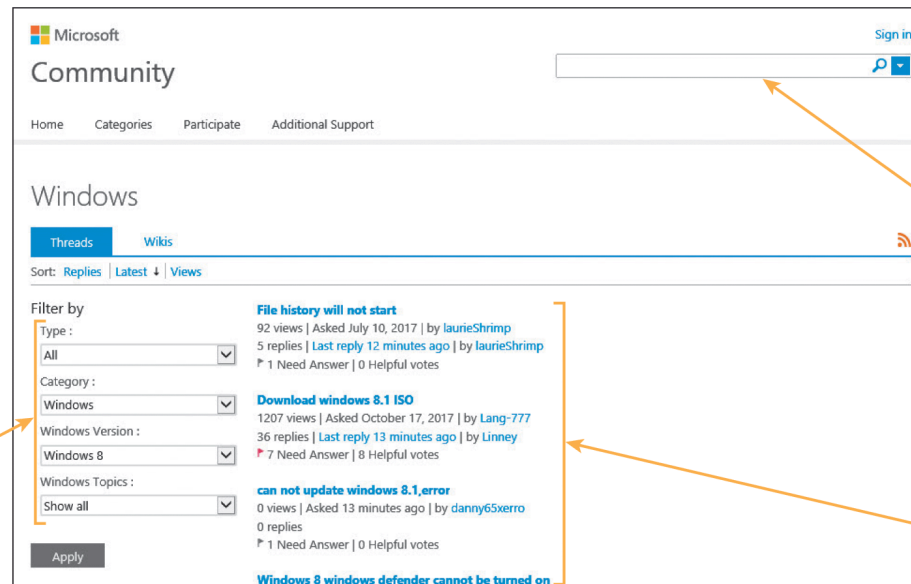 Microsoft
Sign in
Community
Home Categories Participate Additional Support
Windows
Threads Wikis
Sort: Replies | Latest ↓ | Views
Filter by
Type :
All
Category :
Windows
Windows Version :
Windows 8
Windows Topics :
Show all
Apply
File history will not start
92 views | Asked July 10, 2017 | by laurieShrimp
5 replies | Last reply 12 minutes ago | by laurieShrimp
1 Need Answer | 0 Helpful votes
Download windows 8.1 ISO
1207 views | Asked October 17, 2017 | by Lang-777
36 replies | Last reply 13 minutes ago | by Linney
7 Need Answer | 8 Helpful votes
can not update windows 8.1,error
0 views | Asked 13 minutes ago | by danny65xerro
0 replies
1 Need Answer | 0 Helpful votes
Windows 8 windows defender cannot be turned on